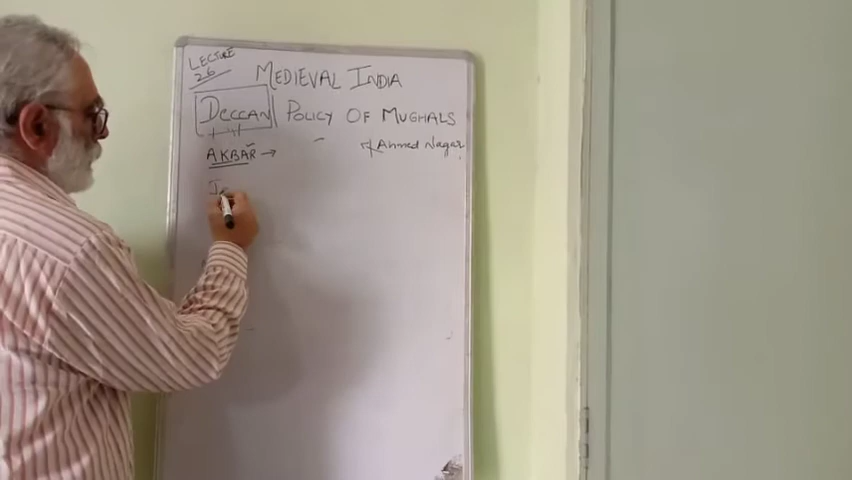 LECTURE
26
MEDIEVAL INDIA
DECCAN POLICY OF MUGHALS
AKBAR → Ahmed Nagar